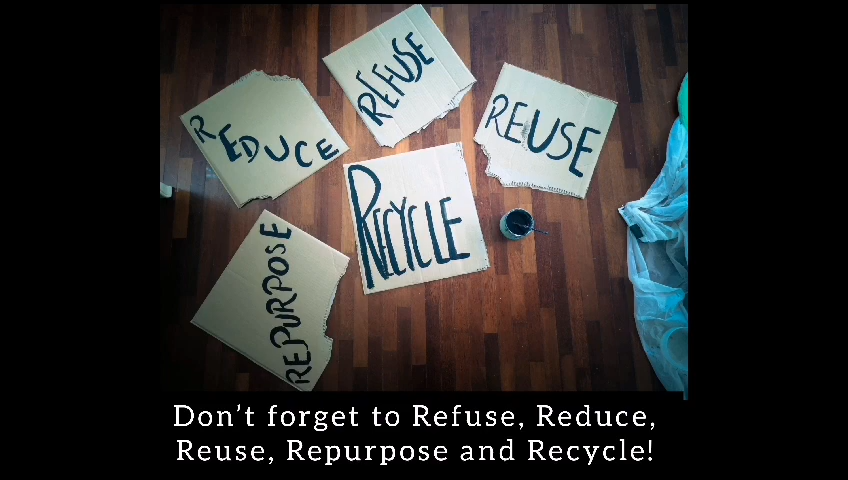 REFUSE
REDUCE
REUSE
RECYCLE
REPURPOSE
Don't forget to Refuse, Reduce,
Reuse, Repurpose and Recycle!